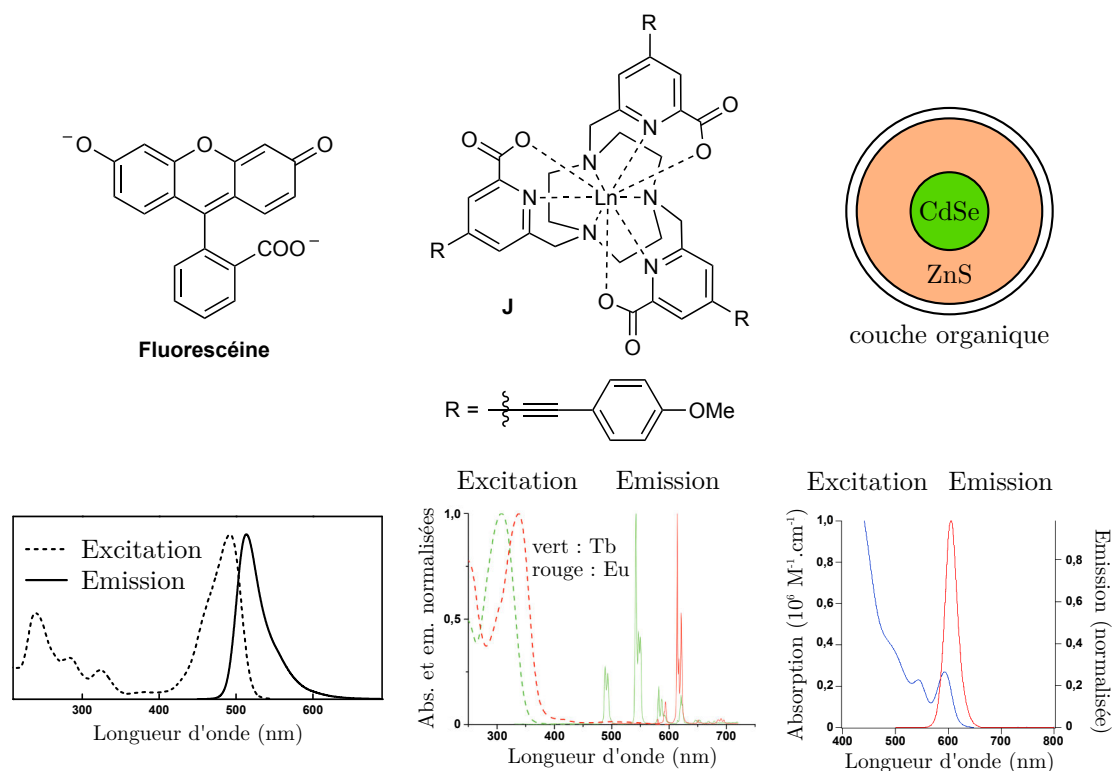 R
O
O
O
⁻O
O
O
N
N
N
O
Ln
N
N
COO⁻
R
N
N
CdSe
ZnS
O
O
J
R
Fluorescéine
couche organique
R =
OMe
Excitation
Emission
Excitation
Emission
Excitation
Emission
Abs. et em. normalisées
1,0
0,5
0
vert : Tb
rouge : Eu
250
300
400
500
600
700
Longueur d'onde (nm)
300
400
500
600
Longueur d'onde (nm)
Absorption (10⁶ M⁻¹.cm⁻¹)
1,0
0,8
0,6
0,4
0,2
0
Emission (normalisée)
0,8
0,6
0,4
0,2
0
400
500
600
700
800
Longueur d'onde (nm)